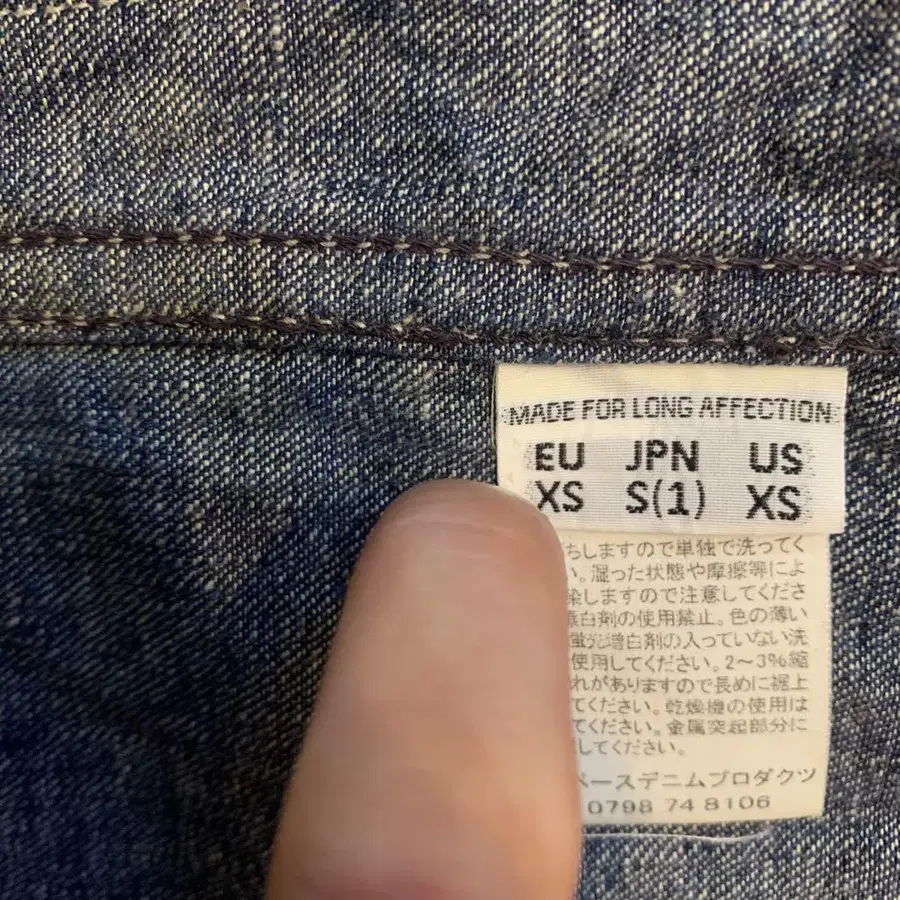 MADE FOR LONG AFFECTION
EU JPN US
XS S(1) XS
ちしますので単独で洗ってく
い。湿った状態や摩擦等によ
染しますので注意してくださ
白剤の使用禁止。色の薄い
蛍光増白剤の入っていない洗
使用してください。2〜3%縮
れがありますので長めに裾上
てください。乾燥機の使用は
てください。金属突起部分に
してください。
ベースデニムプロダクツ
0798 74 8106